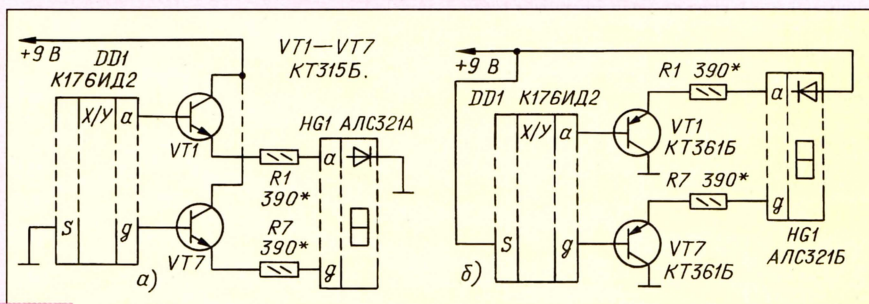 +9 В
DD1
К176ИД2
X/Y
a
S
g
VT1
VT7
VT1—VT7
КТ315Б.
HG1 АЛС321А
a
R1
390*
R7
390*
g
а)
+9 В
DD1 К176ИД2
X/Y
a
S
g
R1 390*
VT1
КТ361Б
R7 390*
VT7
КТ361Б
a
g
HG1
АЛС321Б
б)